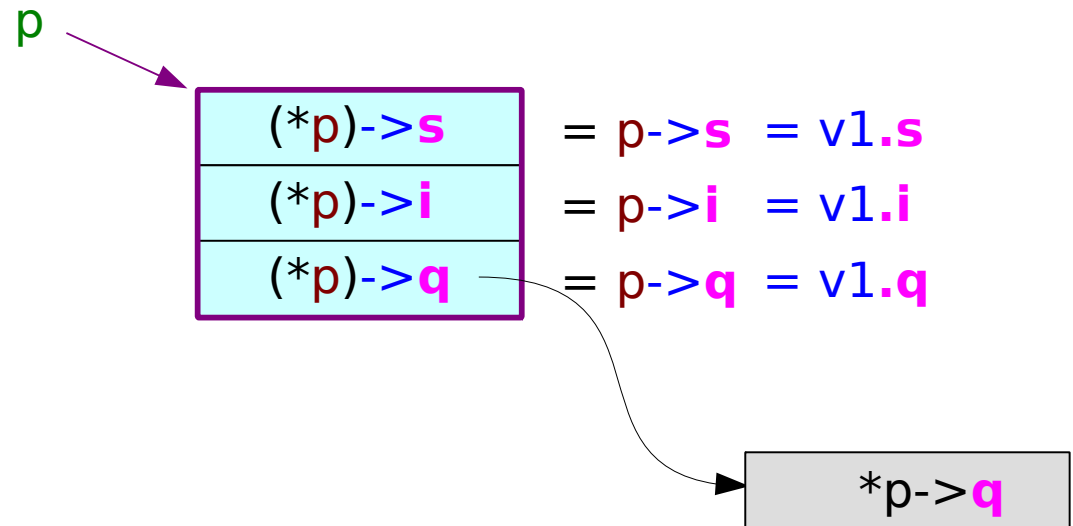 p
(*p)->s = p->s = v1.s
(*p)->i = p->i = v1.i
(*p)->q = p->q = v1.q
*p->q